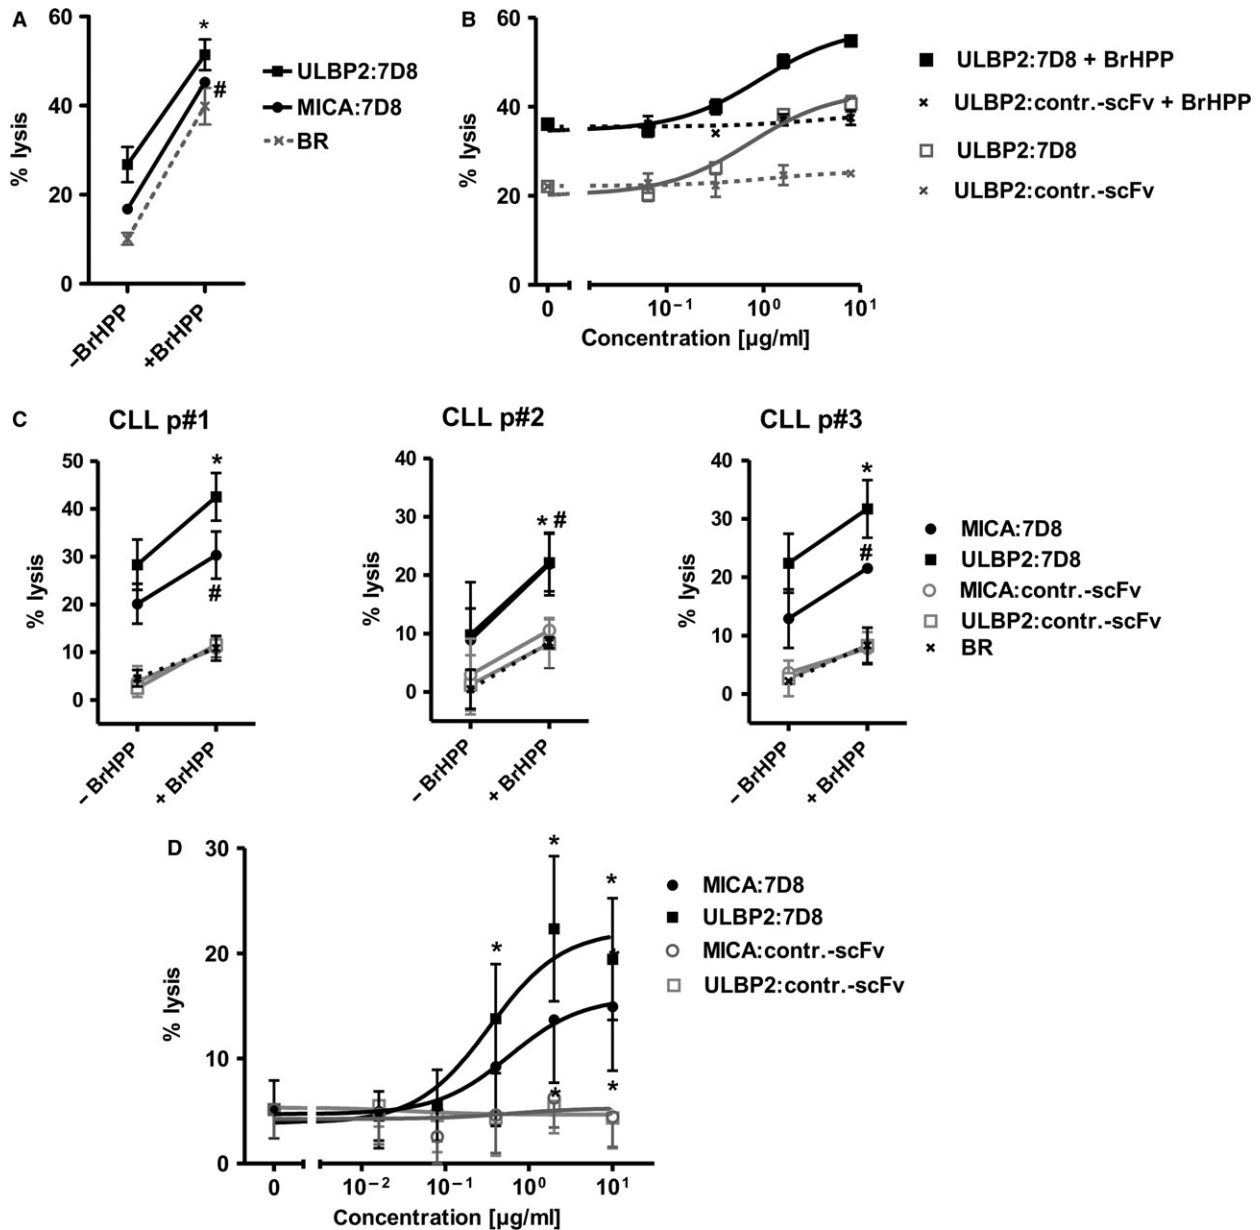 A
60
40
20
0
% lysis
*
#
–BrHPP
+BrHPP
ULBP2:7D8
MICA:7D8
BR
B
60
40
20
0
% lysis
0
10⁻¹
10⁰
10¹
Concentration [µg/ml]
ULBP2:7D8 + BrHPP
ULBP2:contr.-scFv + BrHPP
ULBP2:7D8
ULBP2:contr.-scFv
C
CLL p#1
50
40
30
20
10
0
% lysis
*
#
– BrHPP
+ BrHPP
CLL p#2
40
30
20
10
0
% lysis
* #
– BrHPP
+ BrHPP
CLL p#3
40
30
20
10
0
% lysis
*
#
– BrHPP
+ BrHPP
MICA:7D8
ULBP2:7D8
MICA:contr.-scFv
ULBP2:contr.-scFv
BR
D
30
20
10
0
% lysis
*
*
*
*
*
*
0
10⁻²
10⁻¹
10⁰
10¹
Concentration [µg/ml]
MICA:7D8
ULBP2:7D8
MICA:contr.-scFv
ULBP2:contr.-scFv